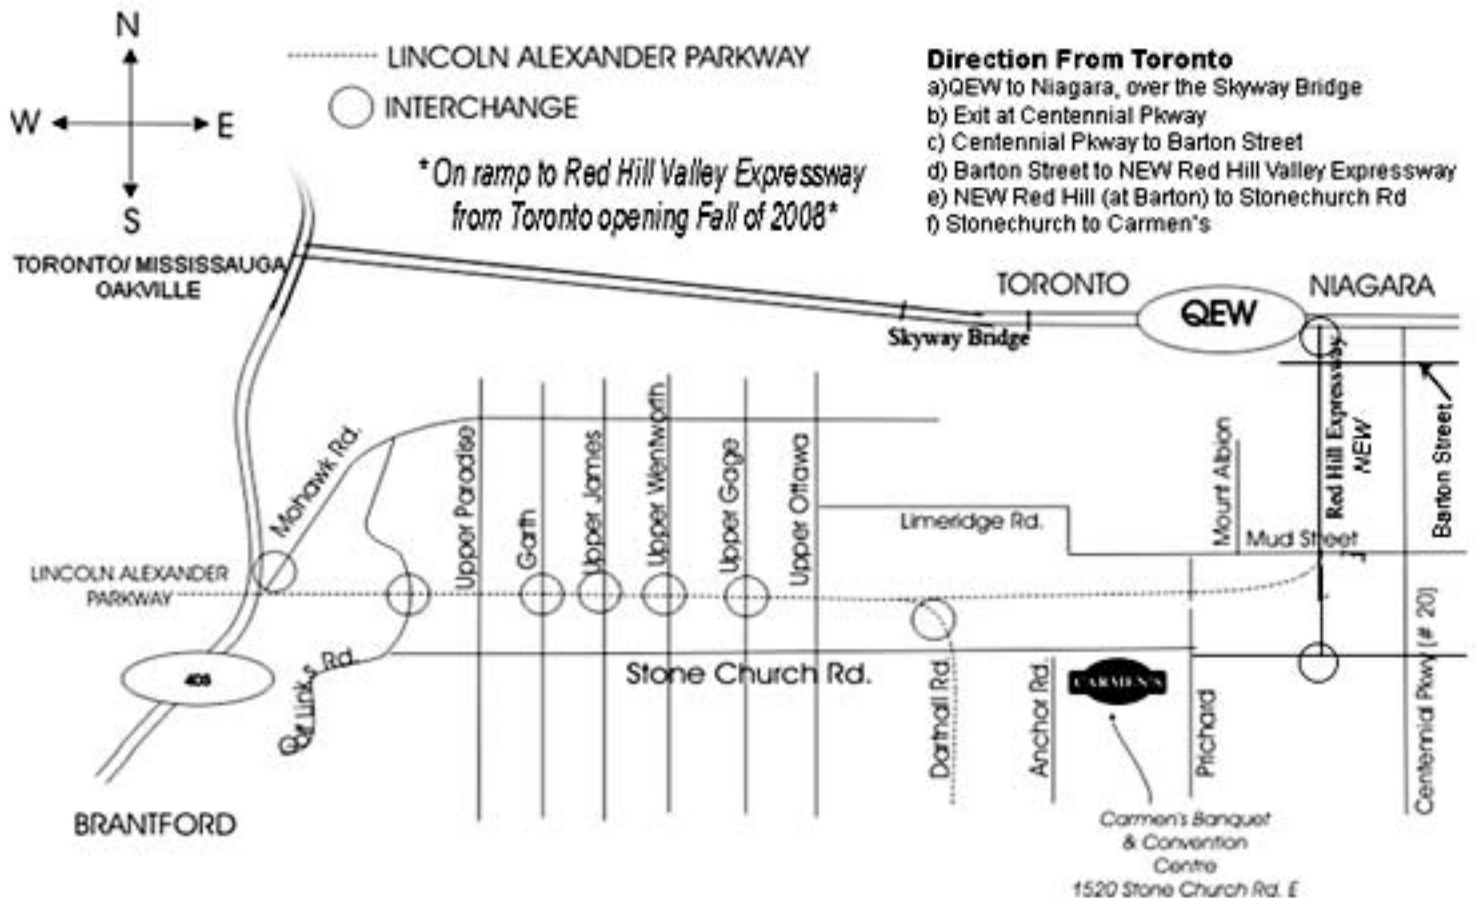 N
W E
S
LINCOLN ALEXANDER PARKWAY
INTERCHANGE
*On ramp to Red Hill Valley Expressway
from Toronto opening Fall of 2008*
Direction From Toronto
a)QEW to Niagara, over the Skyway Bridge
b) Exit at Centennial Pkway
c) Centennial Pkway to Barton Street
d) Barton Street to NEW Red Hill Valley Expressway
e) NEW Red Hill (at Barton) to Stonechurch Rd
f) Stonechurch to Carmen's
TORONTO/ MISSISSAUGA
OAKVILLE
TORONTO
QEW
NIAGARA
Skyway Bridge
Mohawk Rd.
Upper Paradise
Garth
Upper James
Upper Wentworth
Upper Gage
Upper Ottawa
Limeridge Rd.
Mount Albion
Mud Street
Red Hill Expressway
NEW
Barton Street
LINCOLN ALEXANDER
PARKWAY
403
Golf Links Rd.
Stone Church Rd.
Dartnall Rd.
Anchor Rd.
CARMEN'S
Prichard
Centennial Pkwy (# 20)
BRANTFORD
Carmen's Banquet
& Convention
Centre
1520 Stone Church Rd. E